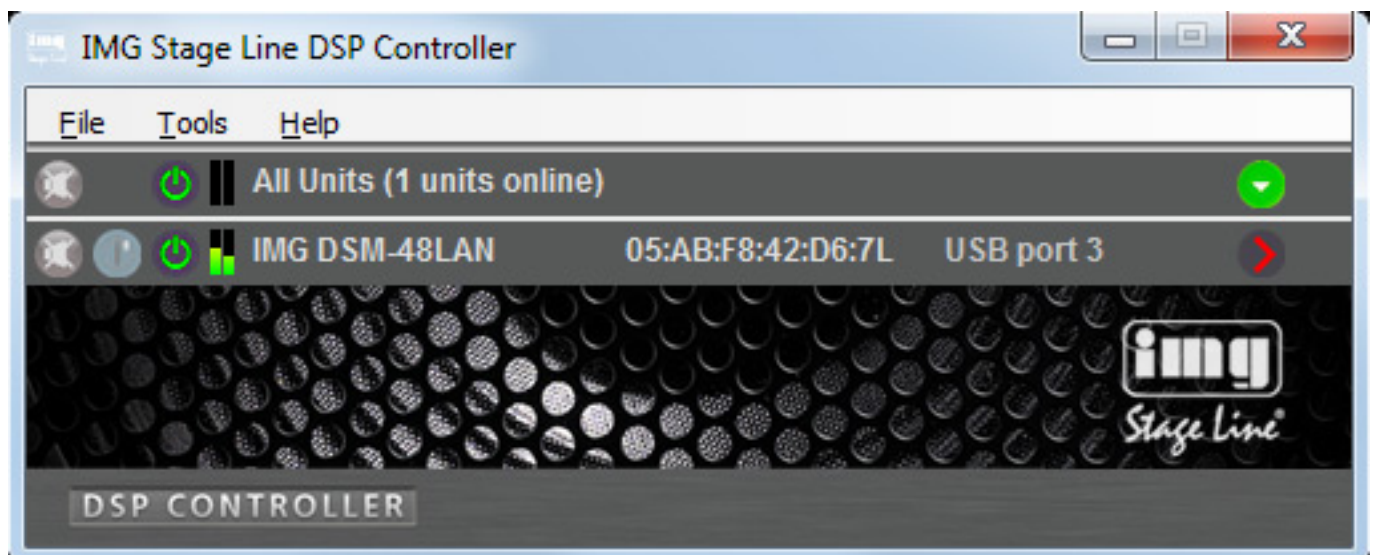 IMG Stage Line DSP Controller
File Tools Help
All Units (1 units online)
IMG DSM-48LAN 05:AB:F8:42:D6:7L USB port 3
img
Stage Line®
DSP CONTROLLER